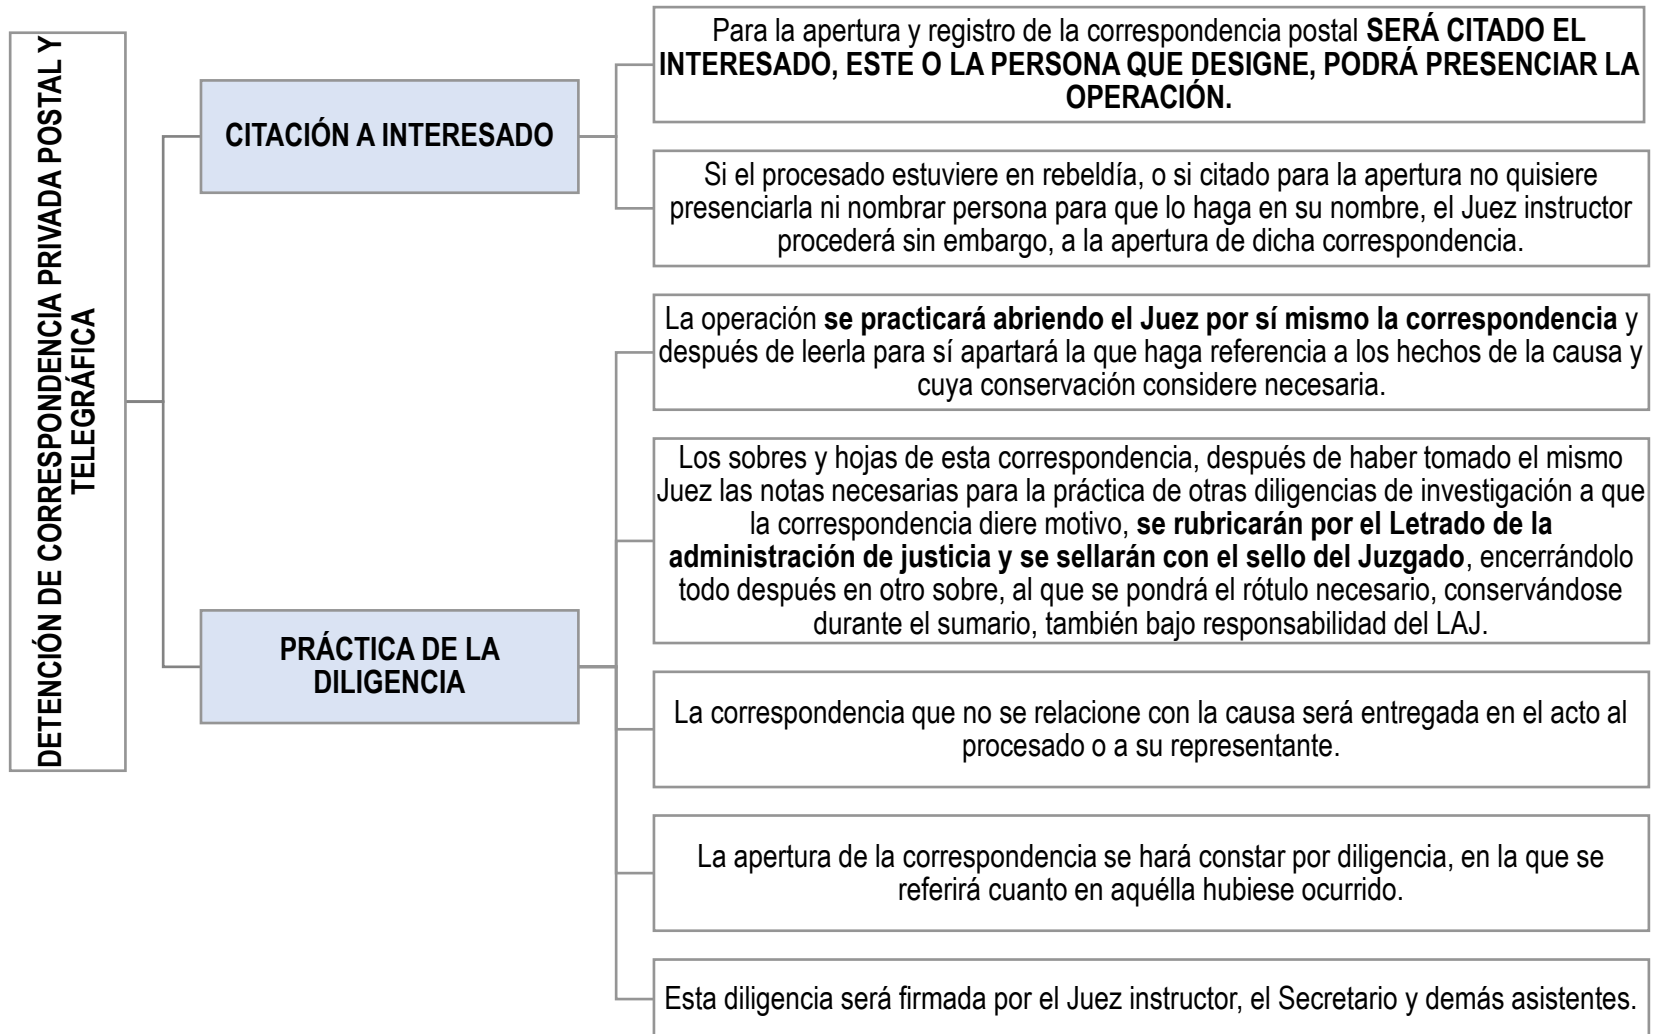 DETENCIÓN DE CORRESPONDENCIA PRIVADA POSTAL Y
TELEGRÁFICA
CITACIÓN A INTERESADO
Para la apertura y registro de la correspondencia postal SERÁ CITADO EL
INTERESADO, ESTE O LA PERSONA QUE DESIGNE, PODRÁ PRESENCIAR LA
OPERACIÓN.
Si el procesado estuviere en rebeldía, o si citado para la apertura no quisiere
presenciarla ni nombrar persona para que lo haga en su nombre, el Juez instructor
procederá sin embargo, a la apertura de dicha correspondencia.
PRÁCTICA DE LA
DILIGENCIA
La operación se practicará abriendo el Juez por sí mismo la correspondencia y
después de leerla para sí apartará la que haga referencia a los hechos de la causa y
cuya conservación considere necesaria.
Los sobres y hojas de esta correspondencia, después de haber tomado el mismo
Juez las notas necesarias para la práctica de otras diligencias de investigación a que
la correspondencia diere motivo, se rubricarán por el Letrado de la
administración de justicia y se sellarán con el sello del Juzgado, encerrándolo
todo después en otro sobre, al que se pondrá el rótulo necesario, conservándose
durante el sumario, también bajo responsabilidad del LAJ.
La correspondencia que no se relacione con la causa será entregada en el acto al
procesado o a su representante.
La apertura de la correspondencia se hará constar por diligencia, en la que se
referirá cuanto en aquélla hubiese ocurrido.
Esta diligencia será firmada por el Juez instructor, el Secretario y demás asistentes.